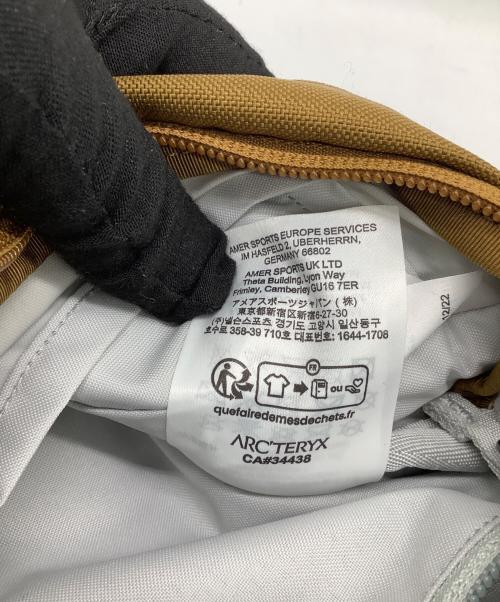 AMER SPORTS EUROPE SERVICES
IM HASFELD 2, UBERHERRN,
GERMANY 66802
AMER SPORTS UK LTD
Theta Building, Lyon Way
Frimley, Camberley GU16 7ER
アメアスポーツジャパン (株)
東京都新宿区新宿6-27-30
(주)넬슨스포츠 경기도 고양시 일산동구
호수로 358-39 710호 대표번호: 1644-1708
FR
OU
quefairedemesdechets.fr
ARC'TERYX
CA#34438
12/22